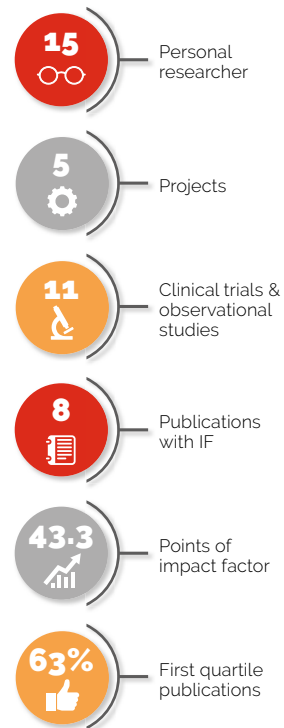 15
Personal
researcher
5
Projects
11
Clinical trials &
observational
studies
8
Publications
with IF
43.3
Points of
impact factor
63%
First quartile
publications